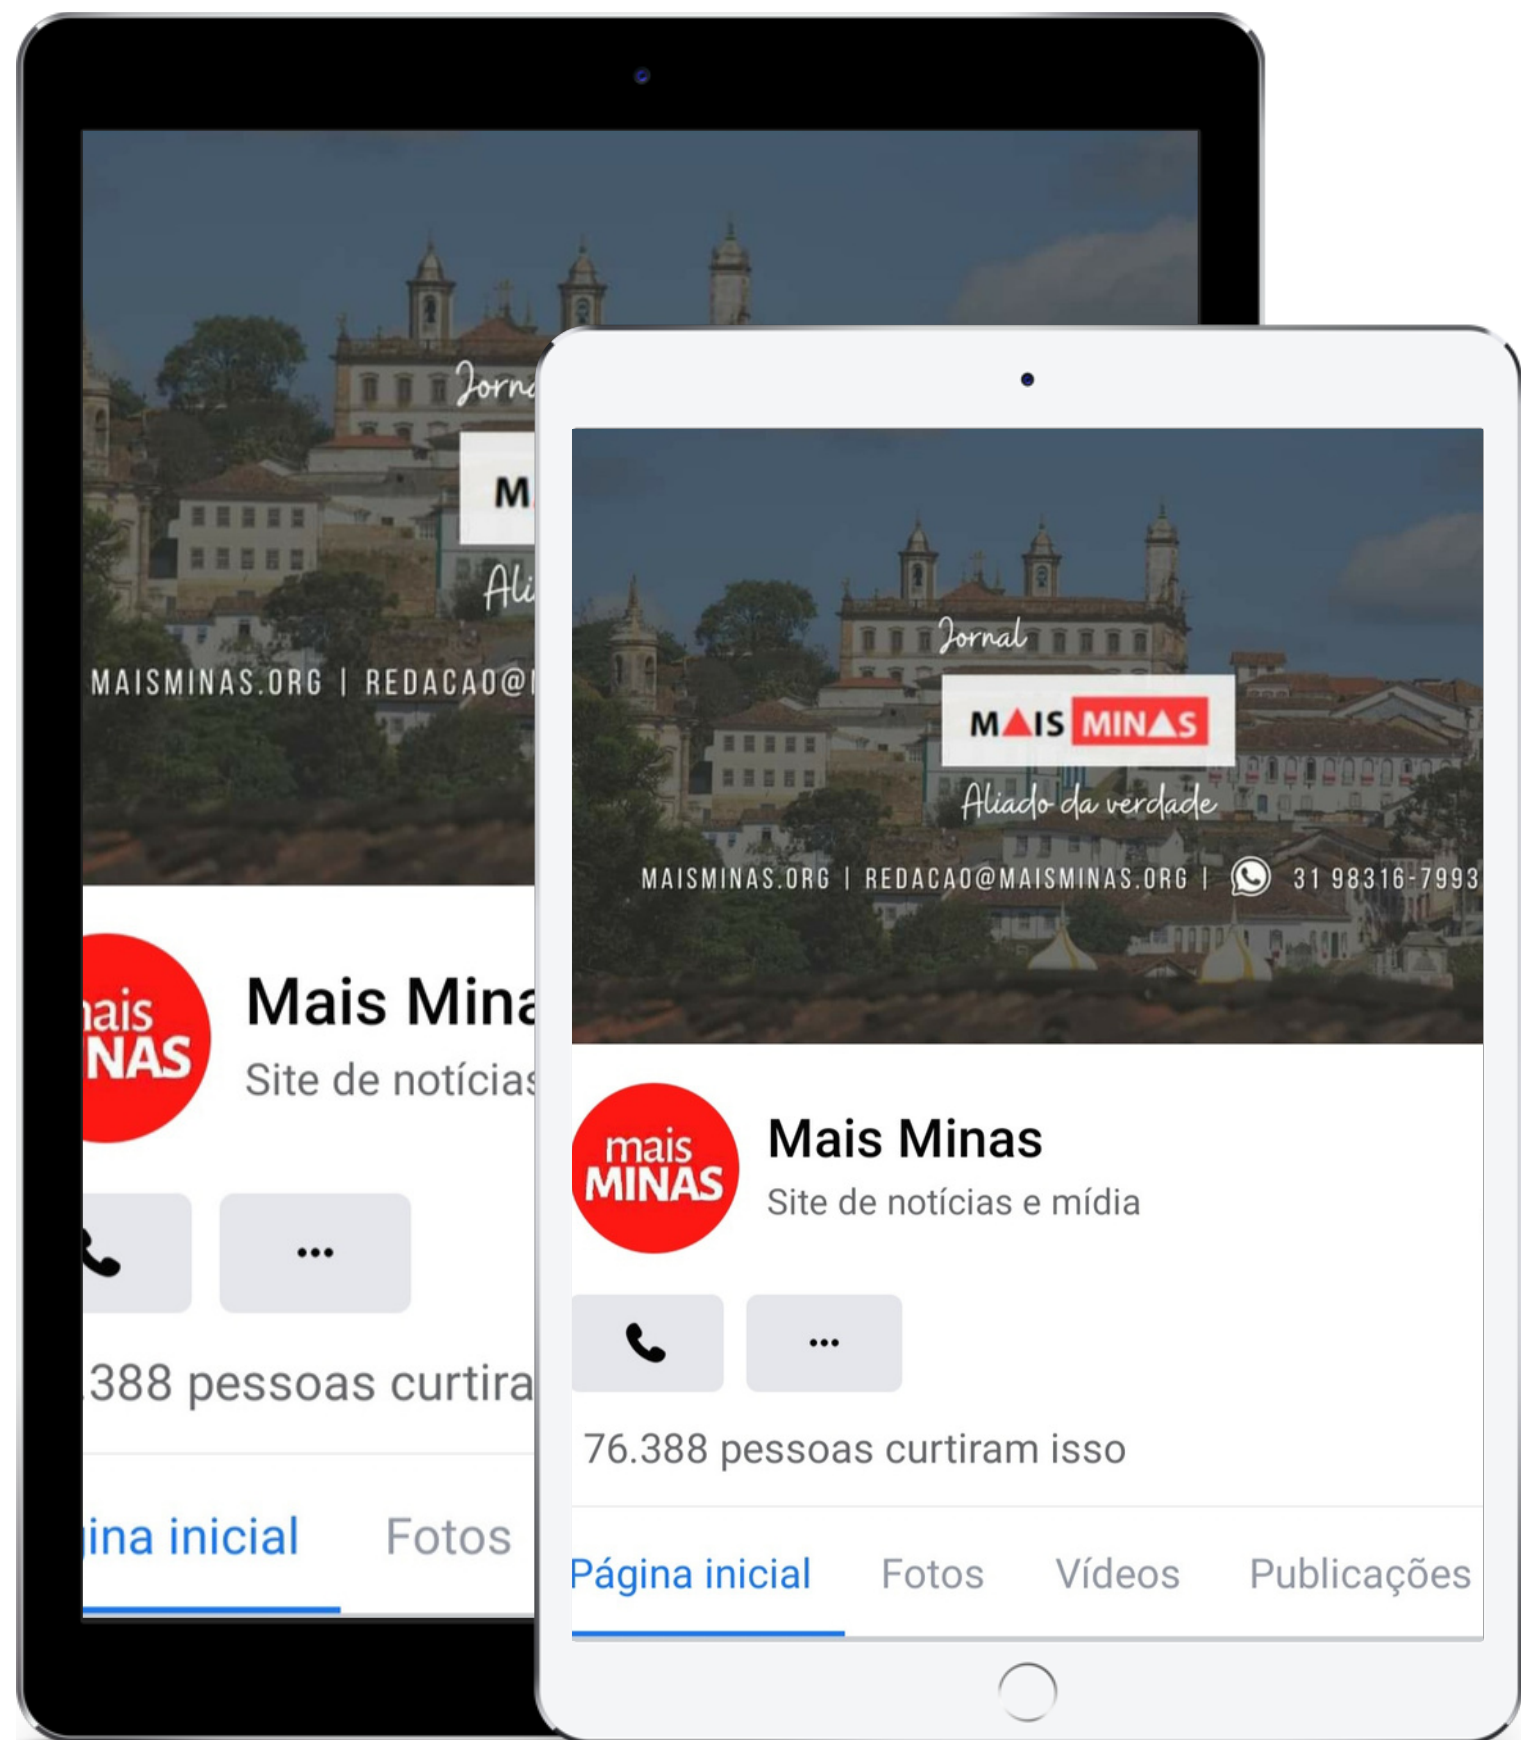 Jorna
M
Ali
MAISMINAS.ORG | REDACAO@
ais
NAS
Mais Mina
Site de notícias
.388 pessoas curtira
ina inicial Fotos
Jornal
MAIS MINAS
Aliado da verdade
MAISMINAS.ORG | REDACAO@MAISMINAS.ORG | 31 98316-7993
mais
MINAS
Mais Minas
Site de notícias e mídia
76.388 pessoas curtiram isso
Página inicial Fotos Vídeos Publicações